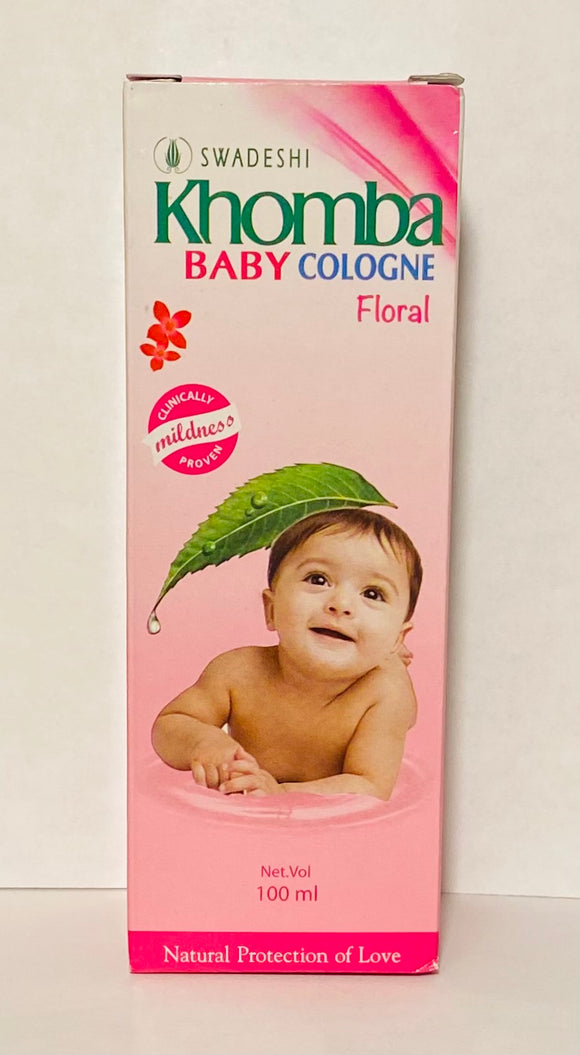 SWADESHI
Khomba
BABY COLOGNE
Floral
CLINICALLY
mildness
PROVEN
Net.Vol
100 ml
Natural Protection of Love